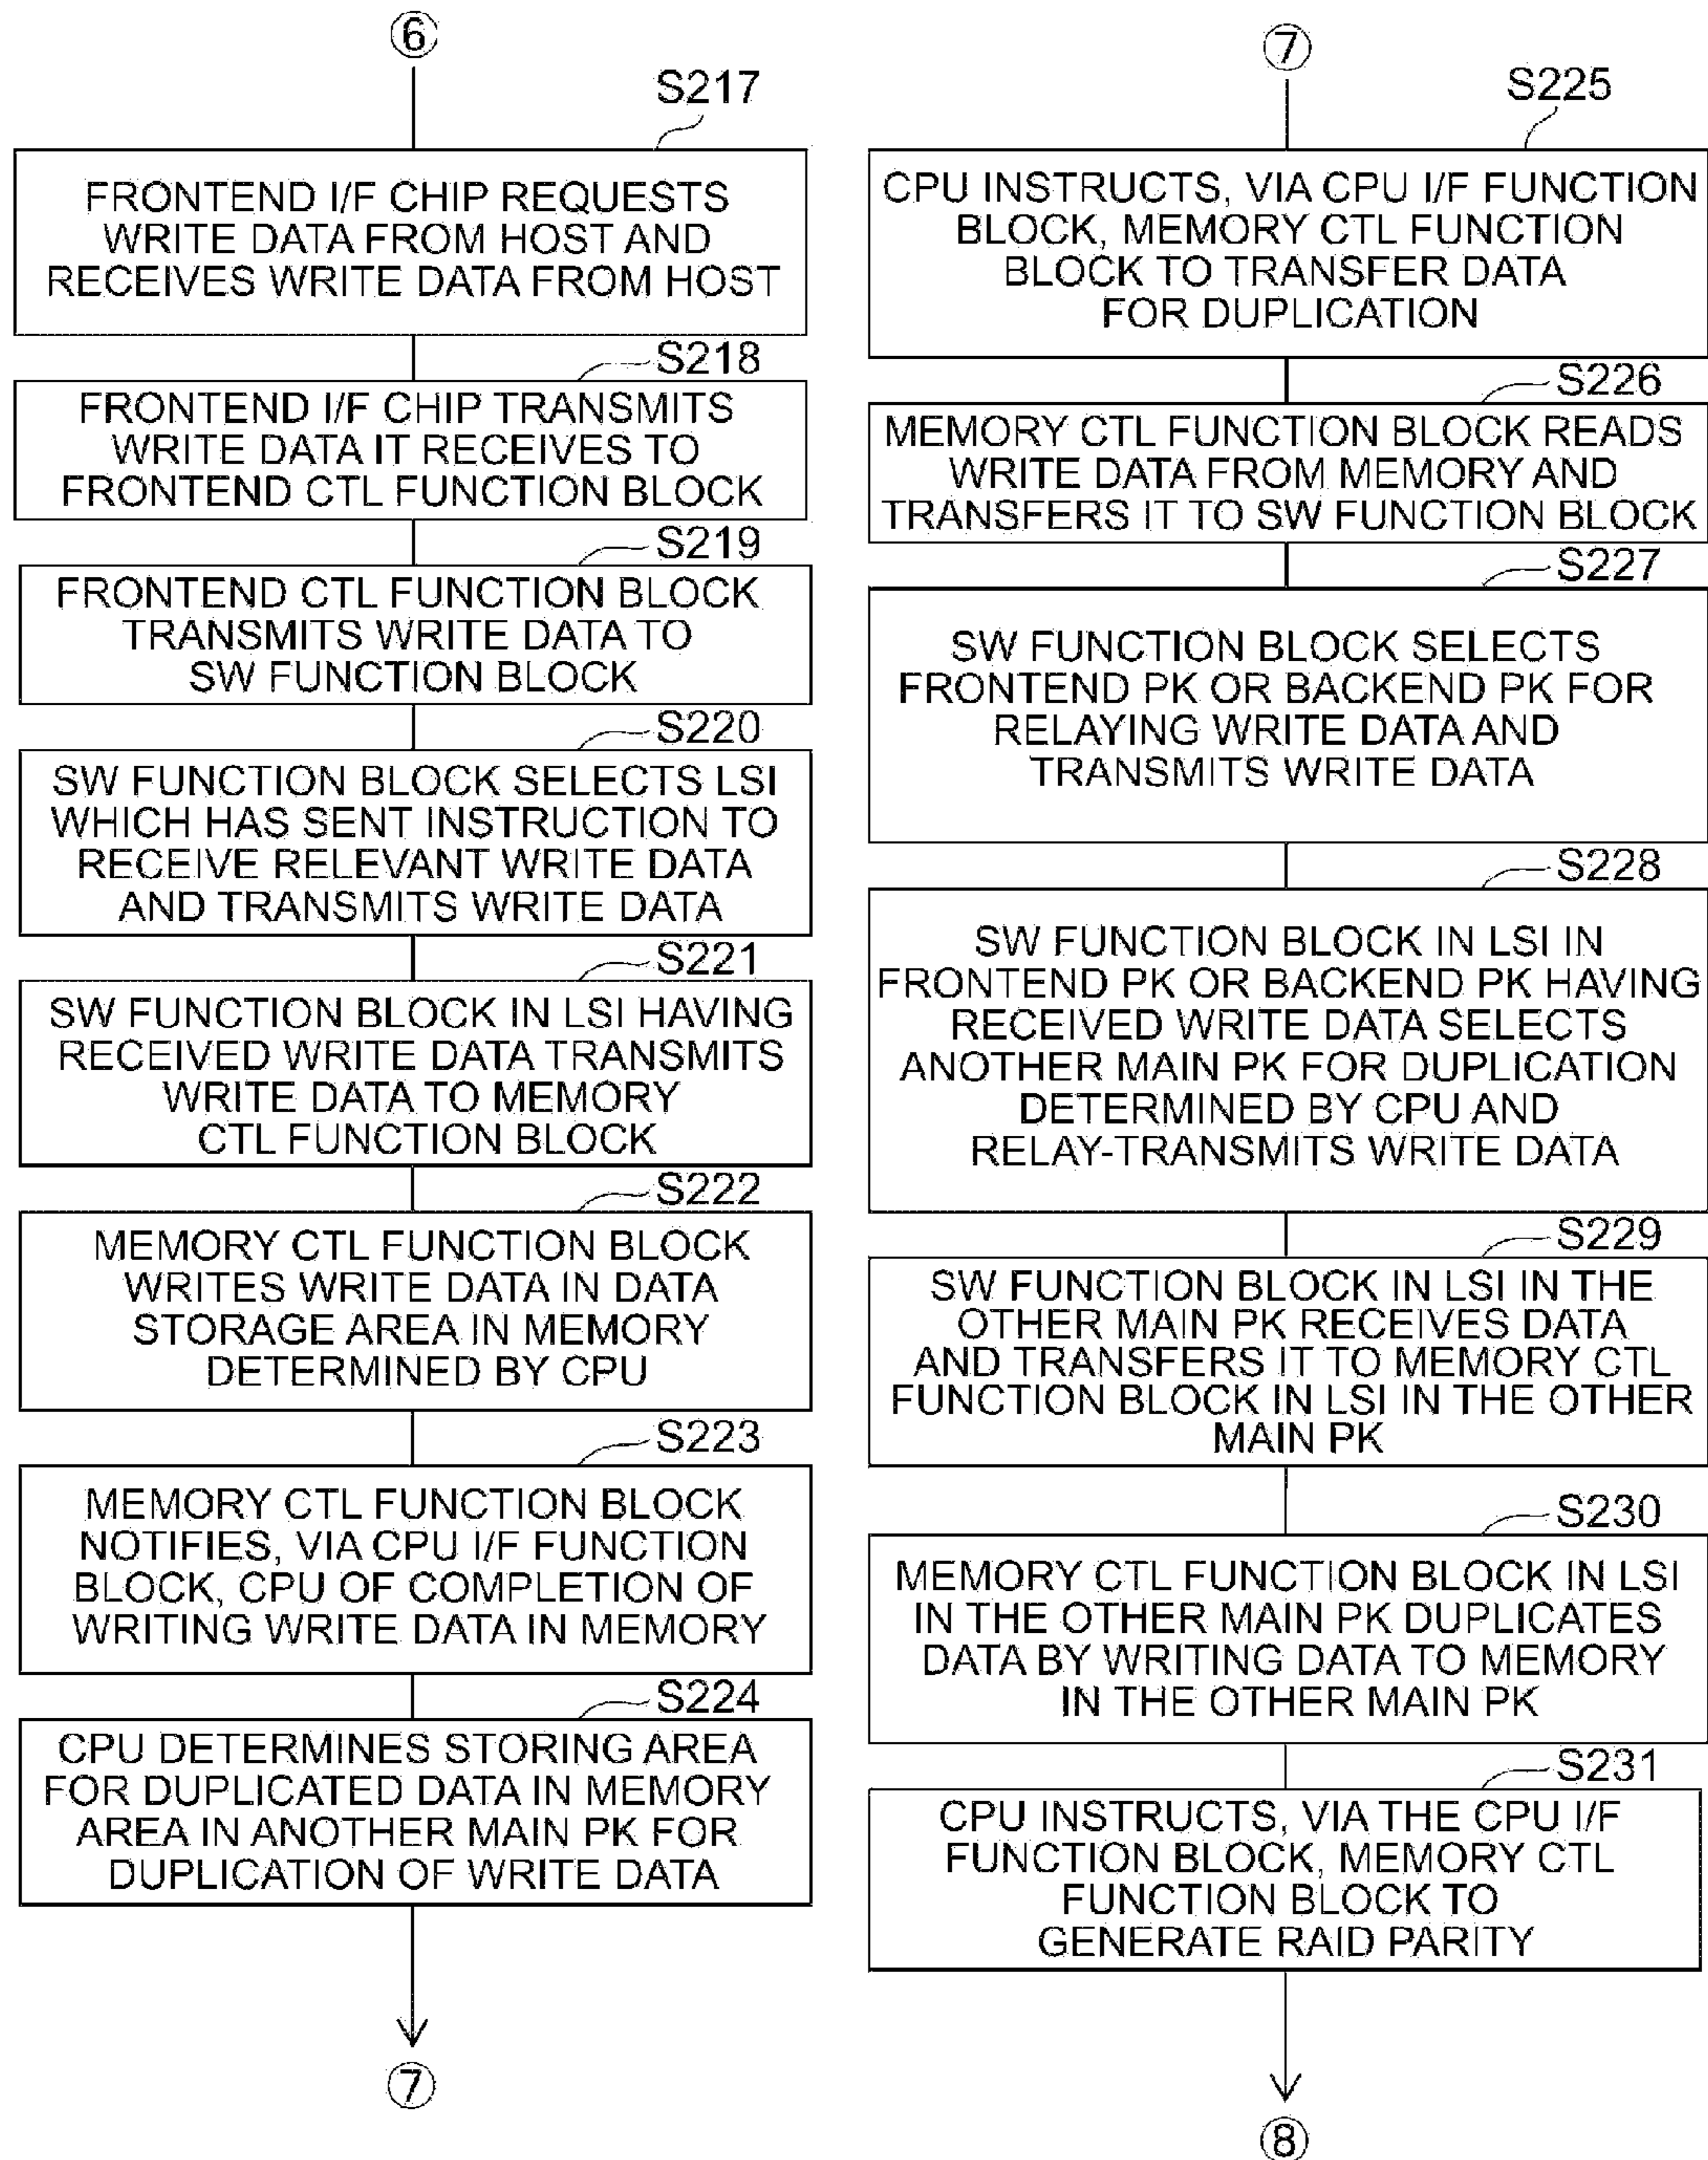 ⑥
S217
FRONTEND I/F CHIP REQUESTS
WRITE DATA FROM HOST AND
RECEIVES WRITE DATA FROM HOST
S218
FRONTEND I/F CHIP TRANSMITS
WRITE DATA IT RECEIVES TO
FRONTEND CTL FUNCTION BLOCK
S219
FRONTEND CTL FUNCTION BLOCK
TRANSMITS WRITE DATA TO
SW FUNCTION BLOCK
S220
SW FUNCTION BLOCK SELECTS LSI
WHICH HAS SENT INSTRUCTION TO
RECEIVE RELEVANT WRITE DATA
AND TRANSMITS WRITE DATA
S221
SW FUNCTION BLOCK IN LSI HAVING
RECEIVED WRITE DATA TRANSMITS
WRITE DATA TO MEMORY
CTL FUNCTION BLOCK
S222
MEMORY CTL FUNCTION BLOCK
WRITES WRITE DATA IN DATA
STORAGE AREA IN MEMORY
DETERMINED BY CPU
S223
MEMORY CTL FUNCTION BLOCK
NOTIFIES, VIA CPU I/F FUNCTION
BLOCK, CPU OF COMPLETION OF
WRITING WRITE DATA IN MEMORY
S224
CPU DETERMINES STORING AREA
FOR DUPLICATED DATA IN MEMORY
AREA IN ANOTHER MAIN PK FOR
DUPLICATION OF WRITE DATA
⑦
⑦
S225
CPU INSTRUCTS, VIA CPU I/F FUNCTION
BLOCK, MEMORY CTL FUNCTION
BLOCK TO TRANSFER DATA
FOR DUPLICATION
S226
MEMORY CTL FUNCTION BLOCK READS
WRITE DATA FROM MEMORY AND
TRANSFERS IT TO SW FUNCTION BLOCK
S227
SW FUNCTION BLOCK SELECTS
FRONTEND PK OR BACKEND PK FOR
RELAYING WRITE DATA AND
TRANSMITS WRITE DATA
S228
SW FUNCTION BLOCK IN LSI IN
FRONTEND PK OR BACKEND PK HAVING
RECEIVED WRITE DATA SELECTS
ANOTHER MAIN PK FOR DUPLICATION
DETERMINED BY CPU AND
RELAY-TRANSMITS WRITE DATA
S229
SW FUNCTION BLOCK IN LSI IN THE
OTHER MAIN PK RECEIVES DATA
AND TRANSFERS IT TO MEMORY CTL
FUNCTION BLOCK IN LSI IN THE OTHER
MAIN PK
S230
MEMORY CTL FUNCTION BLOCK IN LSI
IN THE OTHER MAIN PK DUPLICATES
DATA BY WRITING DATA TO MEMORY
IN THE OTHER MAIN PK
S231
CPU INSTRUCTS, VIA THE CPU I/F
FUNCTION BLOCK, MEMORY CTL
FUNCTION BLOCK TO
GENERATE RAID PARITY
⑧